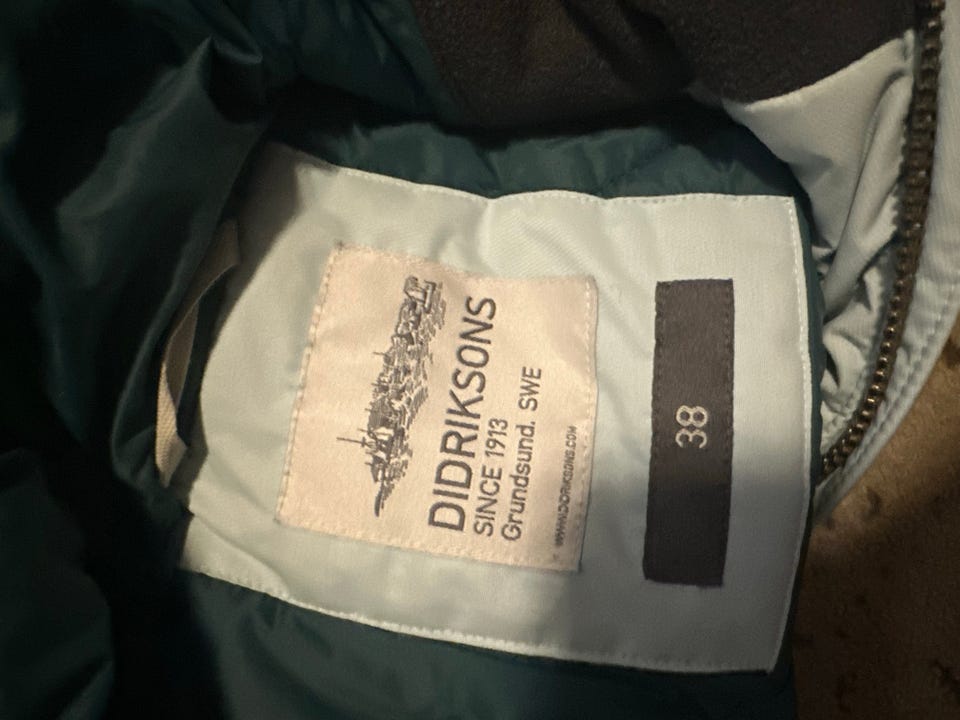 DIDRIKSONS
SINCE 1913
Grundsund. SWE
WWW.DIDRIKSONS.COM
38